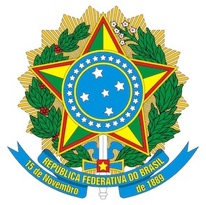 REPÚBLICA FEDERATIVA DO BRASIL
15 de Novembro
de 1889